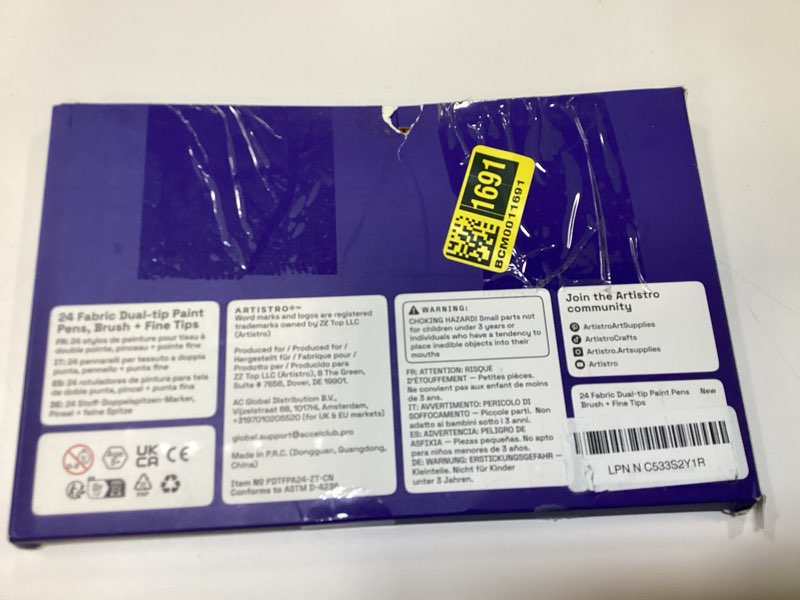 1691
BCM0011691
24 Fabric Dual-tip Paint
Pens, Brush + Fine Tips
FR: 24 stylos de peinture pour tissu à
double pointe, pinceau + pointe fine
IT: 24 pennarelli per tessuto a doppia
punta, pennello + punta fine
ES: 24 rotuladores de pintura para tela
de doble punta, pincel + punta fina
DE: 24 Stoff-Doppelspitzen-Marker,
Pinsel + feine Spitze
UK
CA
CE
PAP
ARTISTRO®™
Word marks and logos are registered
trademarks owned by ZZ Top LLC
(Artistro)
Produced for / Produced for /
Hergestellt für / Fabriqué pour /
Prodotto per / Producido para
ZZ Top LLC (Artistro), 8 The Green,
Suite # 7656, Dover, DE 19901.
AC Global Distribution B.V.,
Vijzelstraat 68, 1017HL Amsterdam,
+3197010205520 (for UK & EU markets)
global.support@accelclub.pro
Made in P.R.C. (Dongguan, Guangdong,
China)
Item № PDTFPA24-ZT-CN
Conforms to ASTM D-4236
WARNING:
CHOKING HAZARD! Small parts not
for children under 3 years or
individuals who have a tendency to
place inedible objects into their
mouths
FR: ATTENTION: RISQUE
D'ÉTOUFFEMENT — Petites pièces.
Ne convient pas aux enfant de moins
de 3 ans.
IT: AVVERTIMENTO: PERICOLO DI
SOFFOCAMENTO — Piccole parti. Non
adatto ai bambini sotto i 3 anni.
ES: ADVERTENCIA: PELIGRO DE
ASFIXIA — Piezas pequeñas. No apto
para niños menores de 3 años.
DE: WARNUNG: ERSTICKUNGSGEFAHR —
Kleinteile. Nicht für Kinder
unter 3 Jahren.
Join the Artistro
community
ArtistroArtSupplies
ArtistroCrafts
Artistro.Artsupplies
Artistro
24 Fabric Dual-tip Paint Pens New
Brush + Fine Tips
LPN N C533S2Y1R